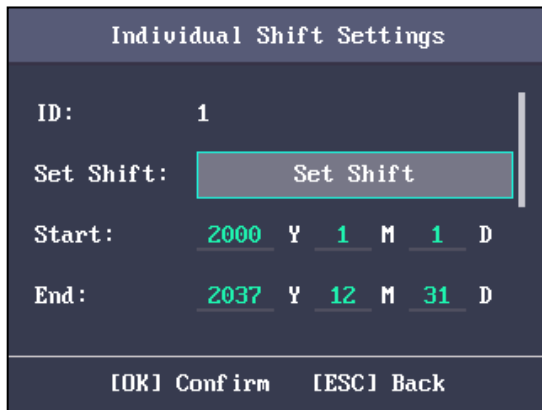 Individual Shift Settings
ID: 1
Set Shift: Set Shift
Start: 2000 Y 1 M 1 D
End: 2037 Y 12 M 31 D
[OK] Confirm [ESC] Back